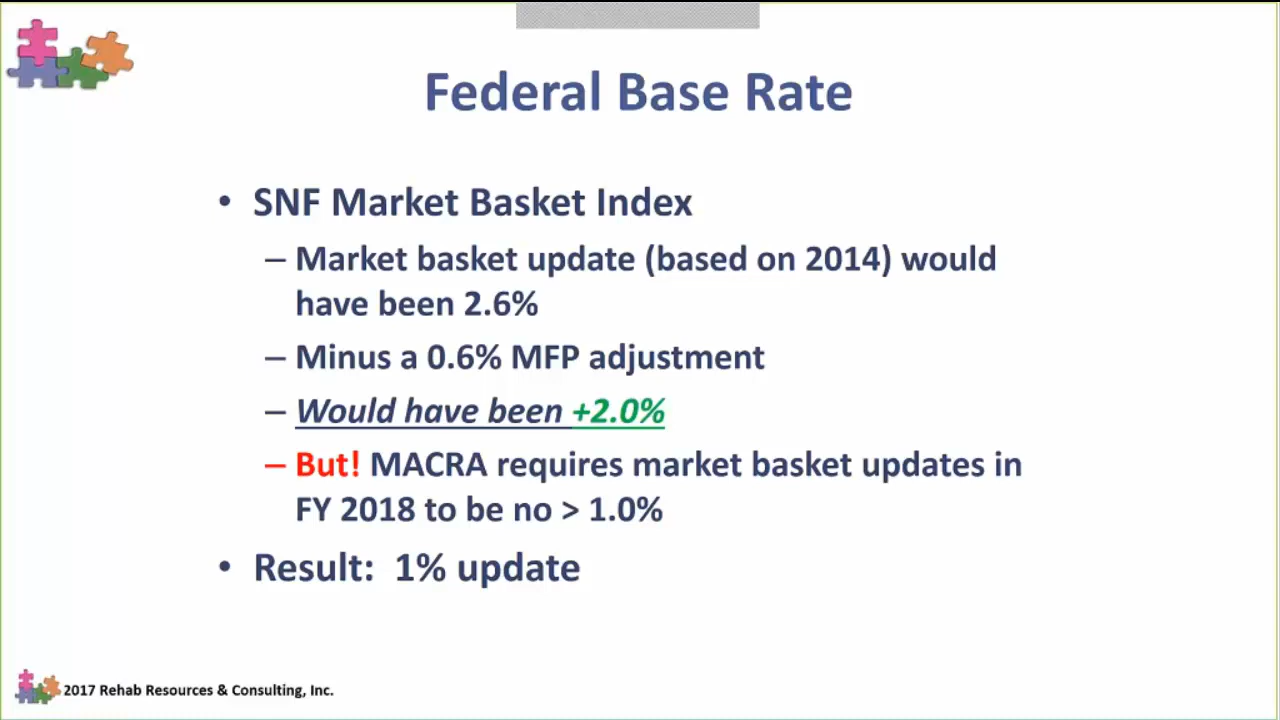 Federal Base Rate
• SNF Market Basket Index
– Market basket update (based on 2014) would
have been 2.6%
– Minus a 0.6% MFP adjustment
– Would have been +2.0%
– But! MACRA requires market basket updates in
FY 2018 to be no > 1.0%
• Result: 1% update
2017 Rehab Resources & Consulting, Inc.